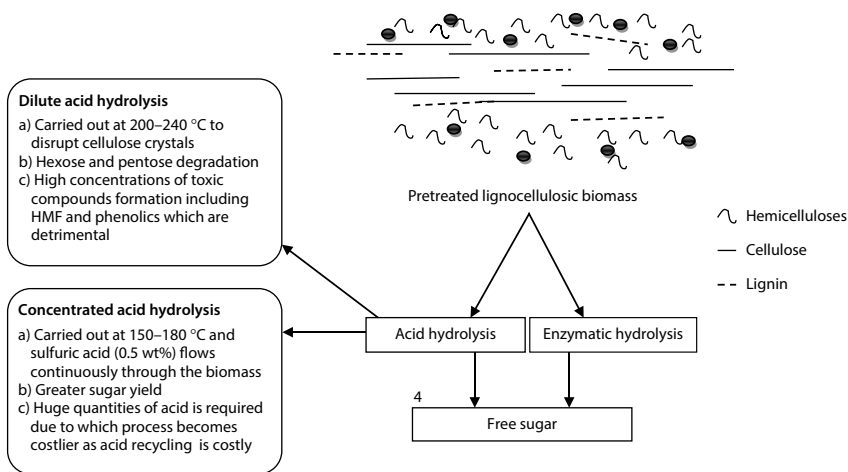 Dilute acid hydrolysis
a) Carried out at 200–240 °C to
disrupt cellulose crystals
b) Hexose and pentose degradation
c) High concentrations of toxic
compounds formation including
HMF and phenolics which are
detrimental
Concentrated acid hydrolysis
a) Carried out at 150–180 °C and
sulfuric acid (0.5 wt%) flows
continuously through the biomass
b) Greater sugar yield
c) Huge quantities of acid is required
due to which process becomes
costlier as acid recycling is costly
Pretreated lignocellulosic biomass
Hemicelluloses
Cellulose
Lignin
Acid hydrolysis
Enzymatic hydrolysis
4
Free sugar